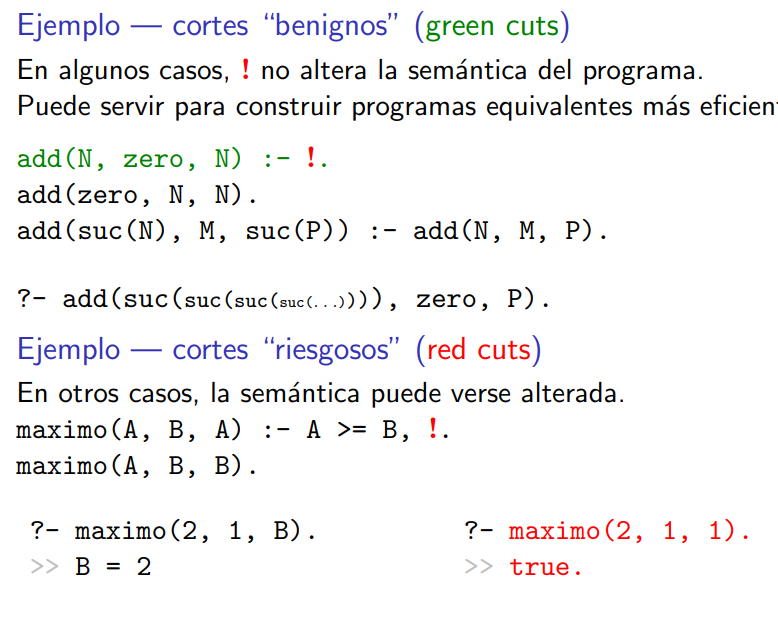 Ejemplo — cortes “benignos” (green cuts)
En algunos casos, ! no altera la semántica del programa.
Puede servir para construir programas equivalentes más eficien
add(N, zero, N) :- !.
add(zero, N, N).
add(suc(N), M, suc(P)) :- add(N, M, P).
?- add(suc(suc(suc(suc(...)))), zero, P).
Ejemplo — cortes “riesgosos” (red cuts)
En otros casos, la semántica puede verse alterada.
maximo(A, B, A) :- A >= B, !.
maximo(A, B, B).
?- maximo(2, 1, B). ?- maximo(2, 1, 1).
>> B = 2 >> true.